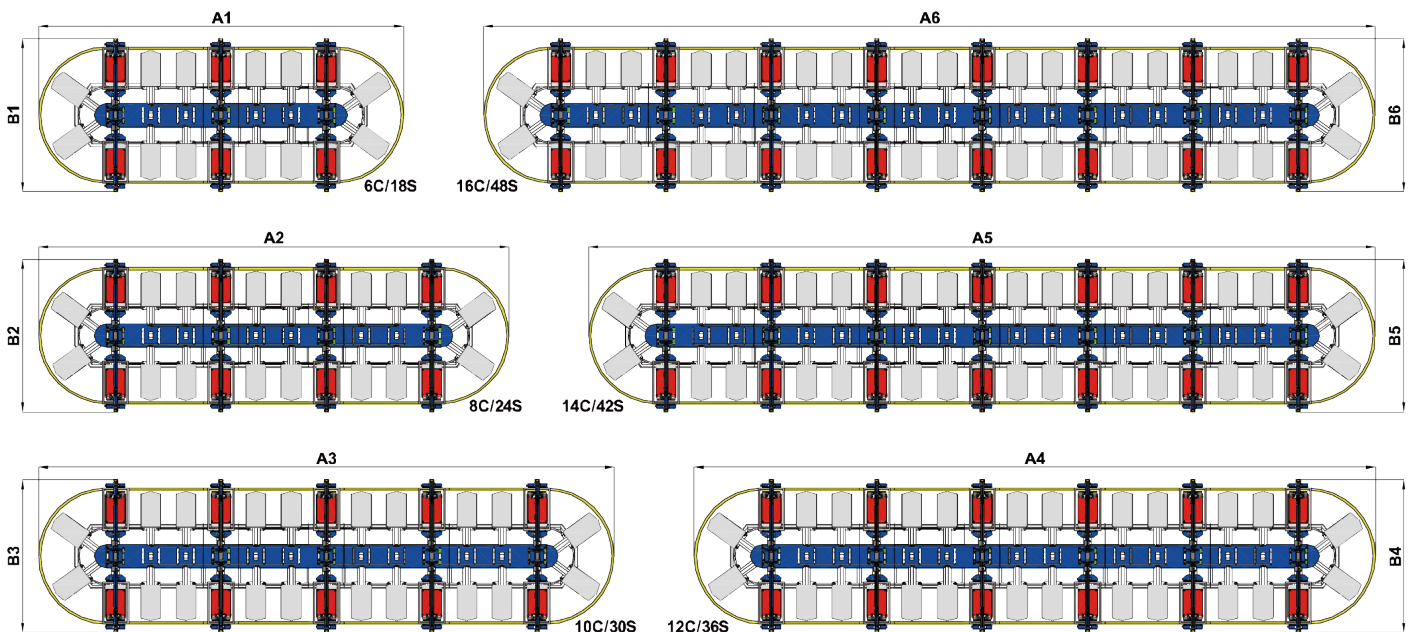 A1
A6
B1
B6
6C/18S
16C/48S
A2
A5
B2
B5
8C/24S
14C/42S
A3
A4
B3
B4
10C/30S
12C/36S